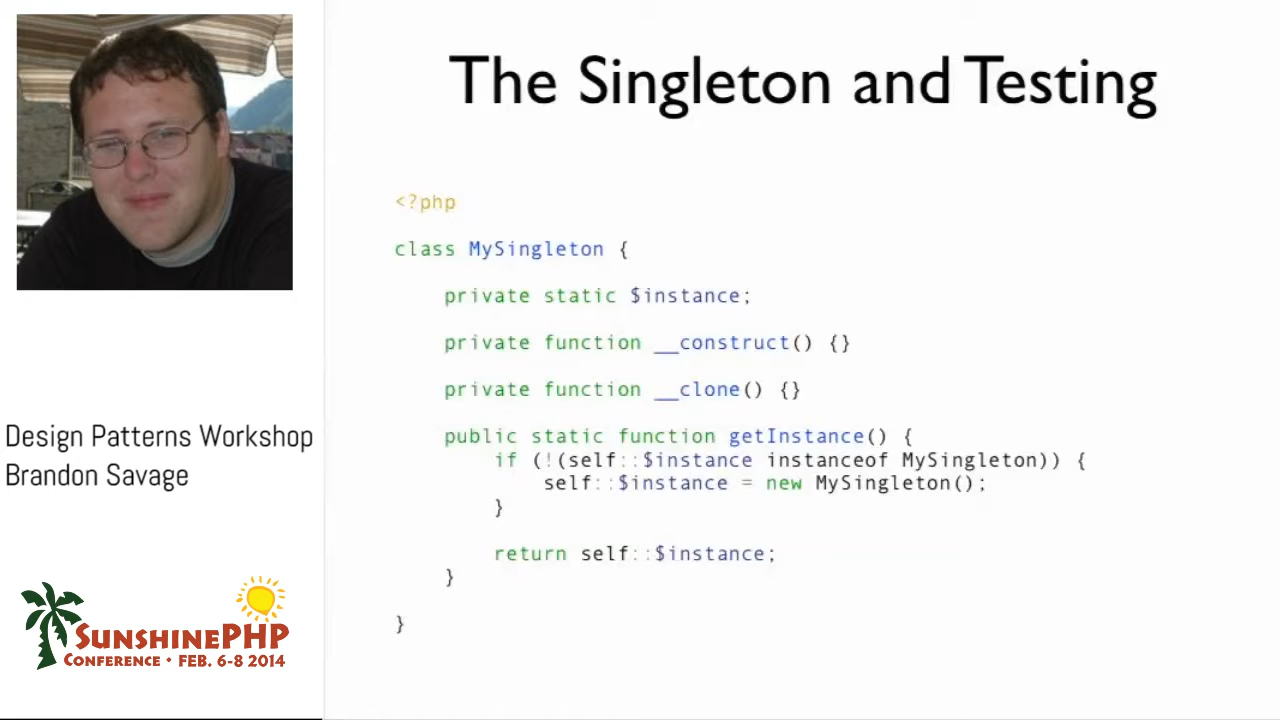 The Singleton and Testing
<?php
class MySingleton {
private static $instance;
private function __construct() {}
private function __clone() {}
public static function getInstance() {
if (!(self::$instance instanceof MySingleton)) {
self::$instance = new MySingleton();
}
return self::$instance;
}
}
Design Patterns Workshop
Brandon Savage
SUNSHINEPHP
CONFERENCE • FEB. 6-8 2014